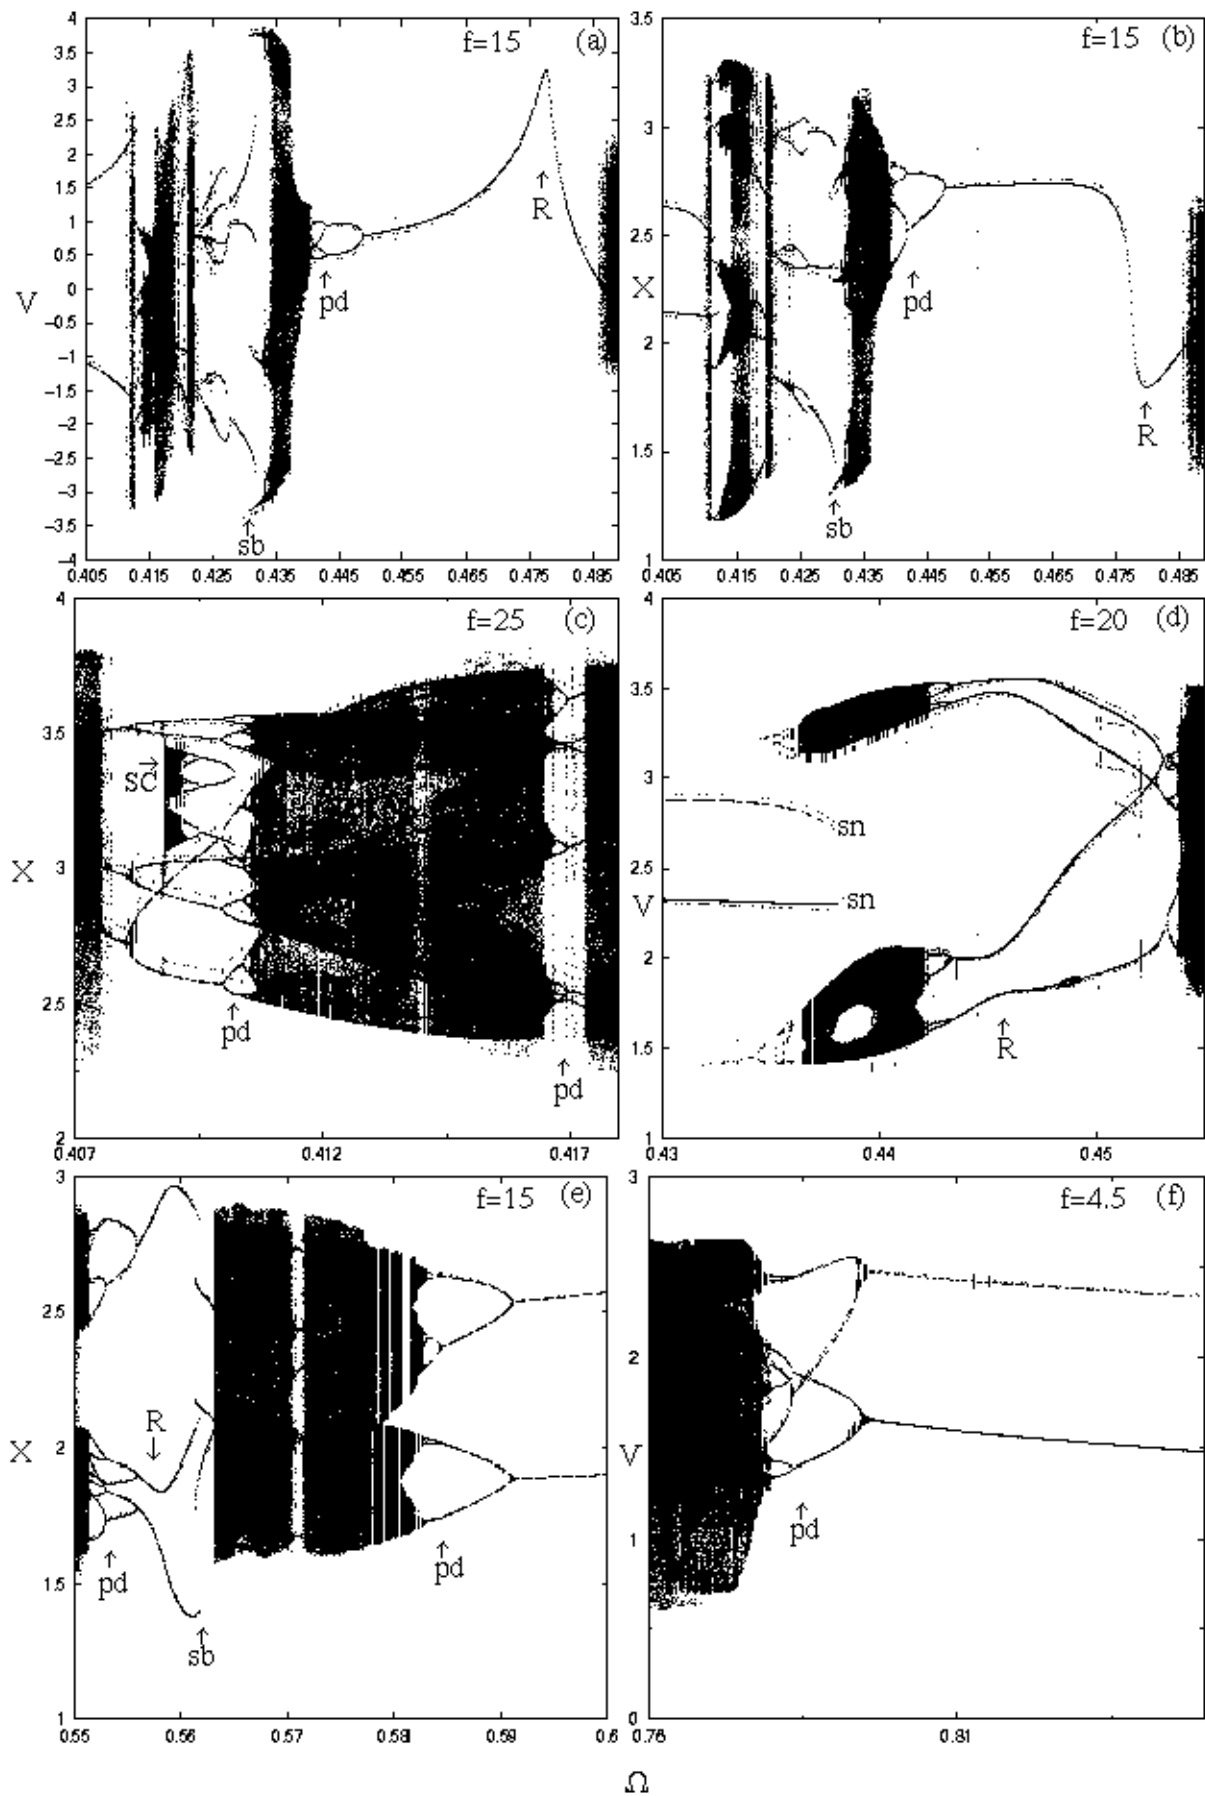 f=15 (a)
4
3.5
3
2.5
2
1.5
1
0.5
0
−0.5
−1
−1.5
−2
−2.5
−3
−3.5
−4
V
R
pd
sb
0.405 0.415 0.425 0.435 0.445 0.455 0.465 0.475 0.485
f=15 (b)
3.5
3
2.5
2
1.5
1
X
pd
R
sb
0.405 0.415 0.425 0.435 0.445 0.455 0.465 0.475 0.485
f=25 (c)
4
3.5
3
2.5
2
X
SC
pd
pd
0.407 0.412 0.417
f=20 (d)
4
3.5
3
2.5
2
1.5
1
V
sn
sn
R
0.43 0.44 0.45
f=15 (e)
3
2.5
2
1.5
1
X
R
pd
pd
sb
0.55 0.56 0.57 0.58 0.59 0.6
f=4.5 (f)
3
2
1
0
V
pd
0.76 0.81
Ω